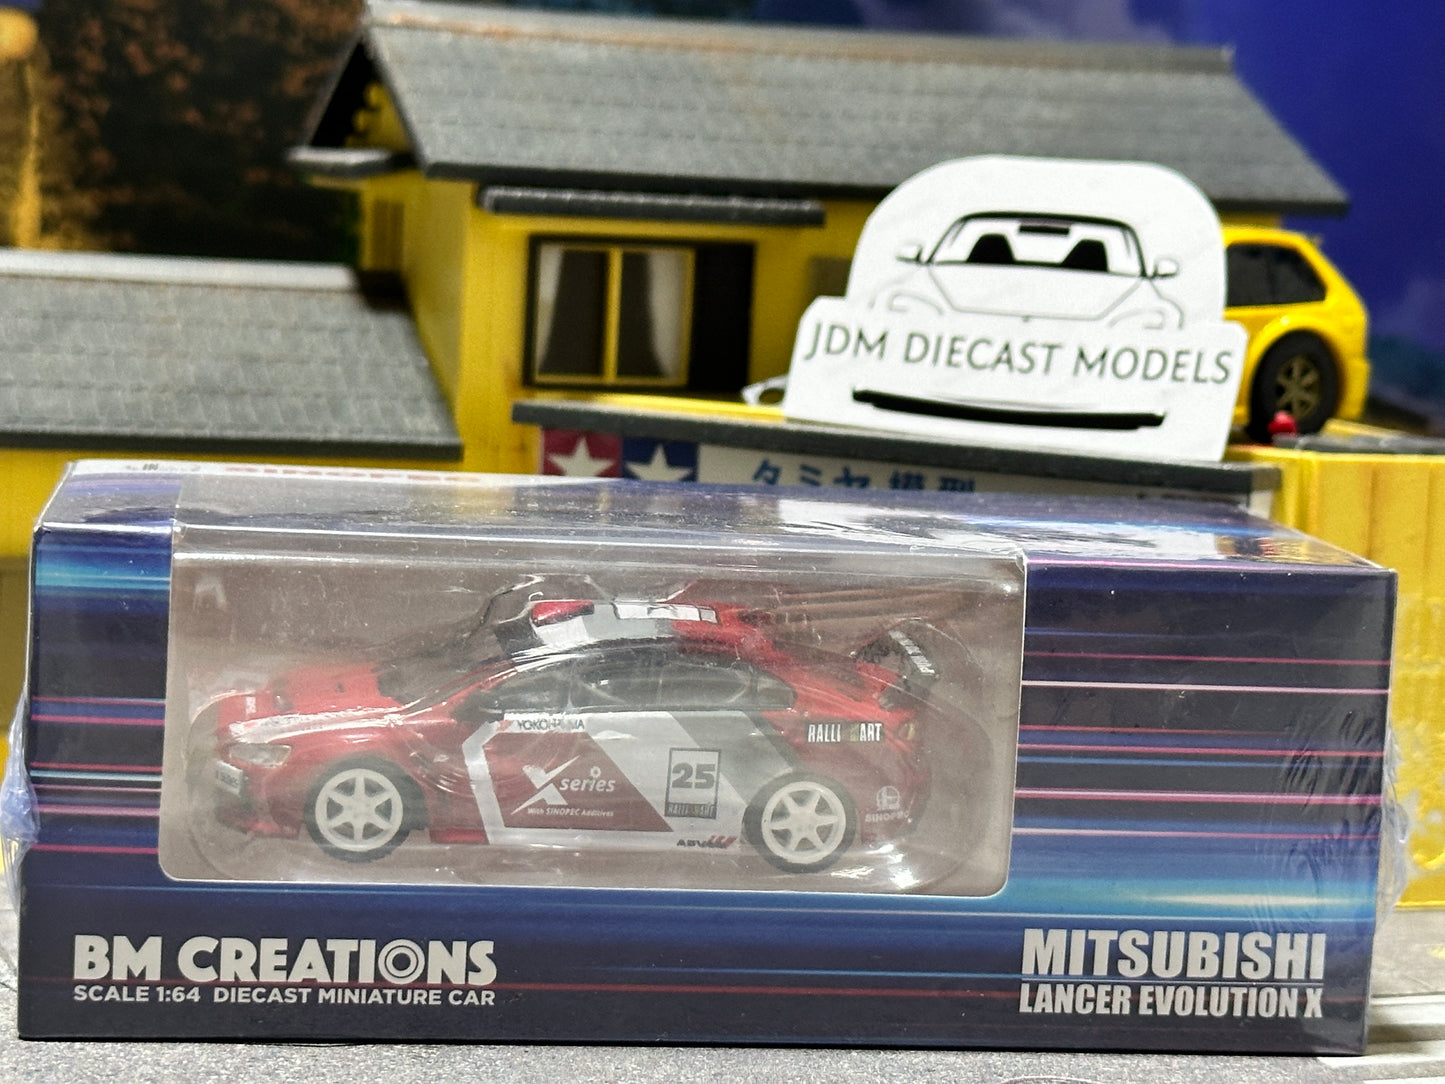 JDM DIECAST MODELS
タミヤ模型
YOKOHAMA
RALLIART
X series
With SINOPEC Additives
25
RALLIART
SINOPEC
BM CREATIONS
SCALE 1:64 DIECAST MINIATURE CAR
MITSUBISHI
LANCER EVOLUTION X